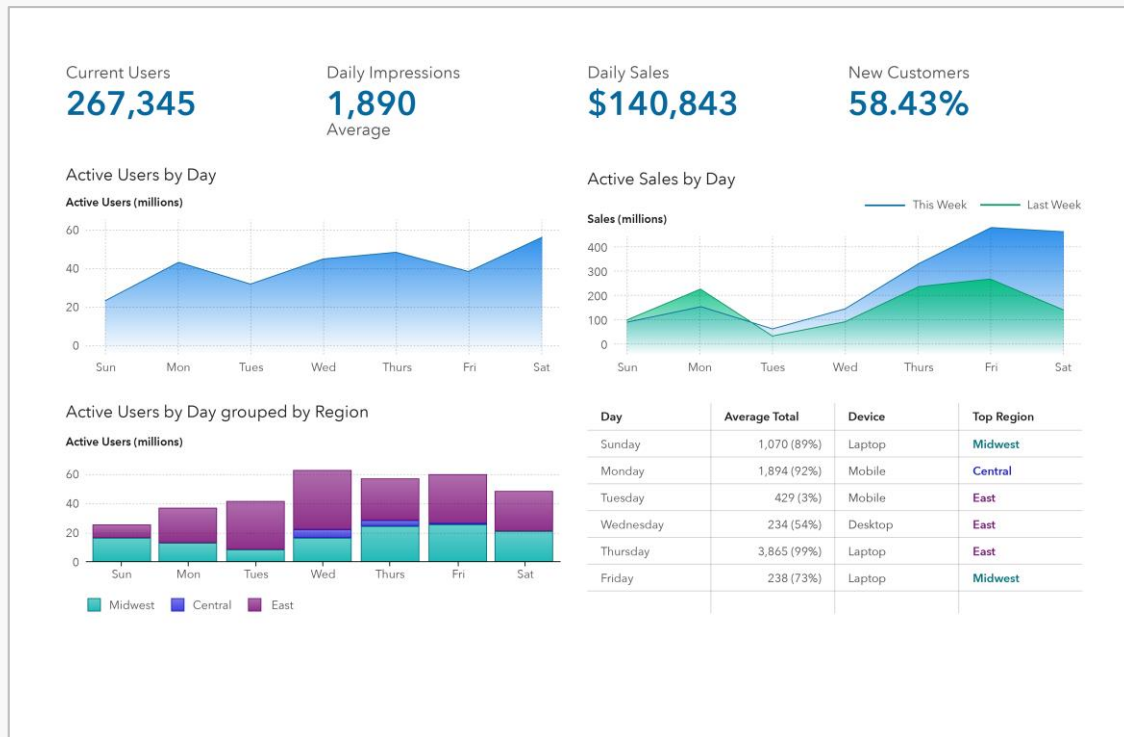 Current Users
267,345
Daily Impressions
1,890
Average
Daily Sales
$140,843
New Customers
58.43%
Active Users by Day
Active Users (millions)
60
40
20
0
Sun Mon Tues Wed Thurs Fri Sat
Active Sales by Day
This Week Last Week
Sales (millions)
400
300
200
100
0
Sun Mon Tues Wed Thurs Fri Sat
Active Users by Day grouped by Region
Active Users (millions)
60
40
20
0
Sun Mon Tues Wed Thurs Fri Sat
Midwest Central East
Day Average Total Device Top Region
Sunday 1,070 (89%) Laptop Midwest
Monday 1,894 (92%) Mobile Central
Tuesday 429 (3%) Mobile East
Wednesday 234 (54%) Desktop East
Thursday 3,865 (99%) Laptop East
Friday 238 (73%) Laptop Midwest